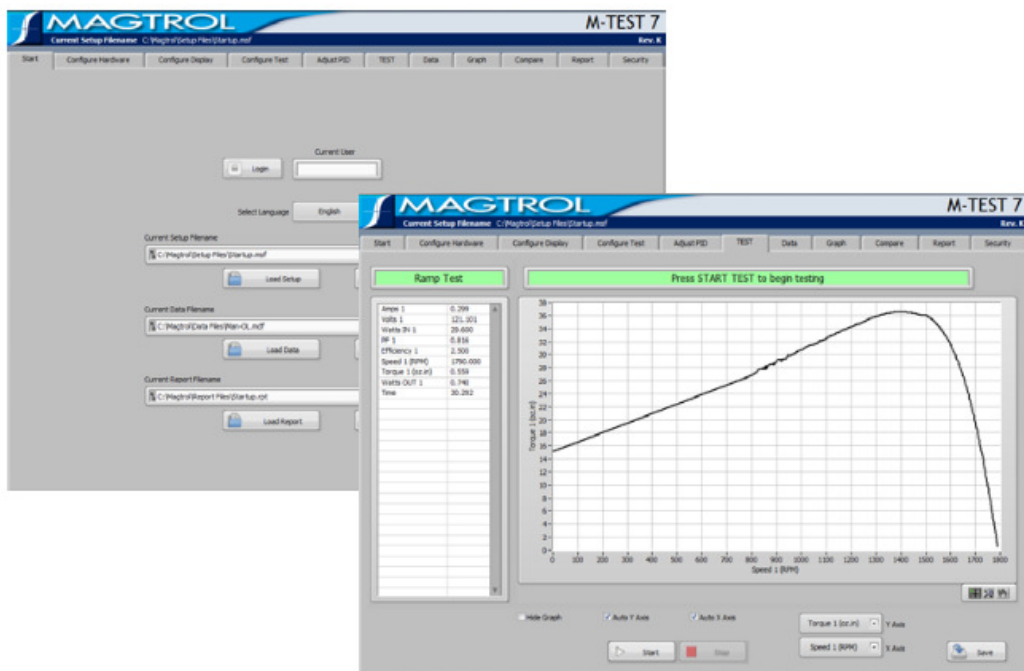 MAGTROL
M-TEST 7
Current Setup Filename C:\Magtrol\Setup Files\Startup.msf
Rev. K
Start Configure Hardware Configure Display Configure Test Adjust PID TEST Data Graph Compare Report Security
Current User
Login
Select Language English
Current Setup Filename
C:\Magtrol\Setup Files\Startup.msf
Load Setup
Current Data Filename
C:\Magtrol\Data Files\Man-OL.mdf
Load Data
Current Report Filename
C:\Magtrol\Report Files\Startup.rpt
Load Report
MAGTROL
M-TEST 7
Current Setup Filename C:\Magtrol\Setup Files\Startup.msf
Rev. K
Start Configure Hardware Configure Display Configure Test Adjust PID TEST Data Graph Compare Report Security
Ramp Test
Press START TEST to begin testing
Amps 1 0.299
Volts 1 121.101
Watts IN 1 29.600
PF 1 0.816
Efficiency 1 2.500
Speed 1 (RPM) 1790.000
Torque 1 (oz.in) 0.559
Watts OUT 1 0.740
Time 30.292
38
36
34
32
30
28
26
24
22
20
18
16
14
12
10
8
6
4
2
0
Torque 1 (oz.in)
0 100 200 300 400 500 600 700 800 900 1000 1100 1200 1300 1400 1500 1600 1700 1800
Speed 1 (RPM)
Hide Graph Auto Y Axis Auto X Axis
Torque 1 (oz.in) Y Axis
Start Stop Speed 1 (RPM) X Axis Save